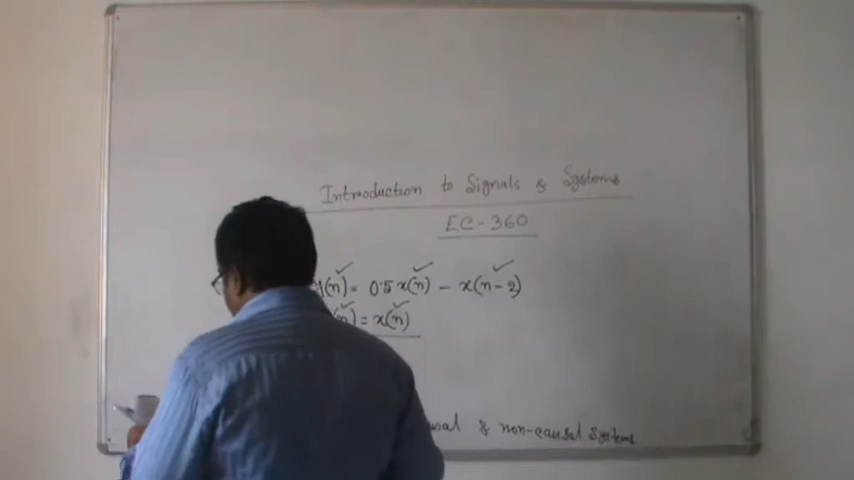 Introduction to Signals & Systems
EC-360
(n) = 0.5 x(n) - x(n-2)
(n) = x(n)
& non-causal Systems